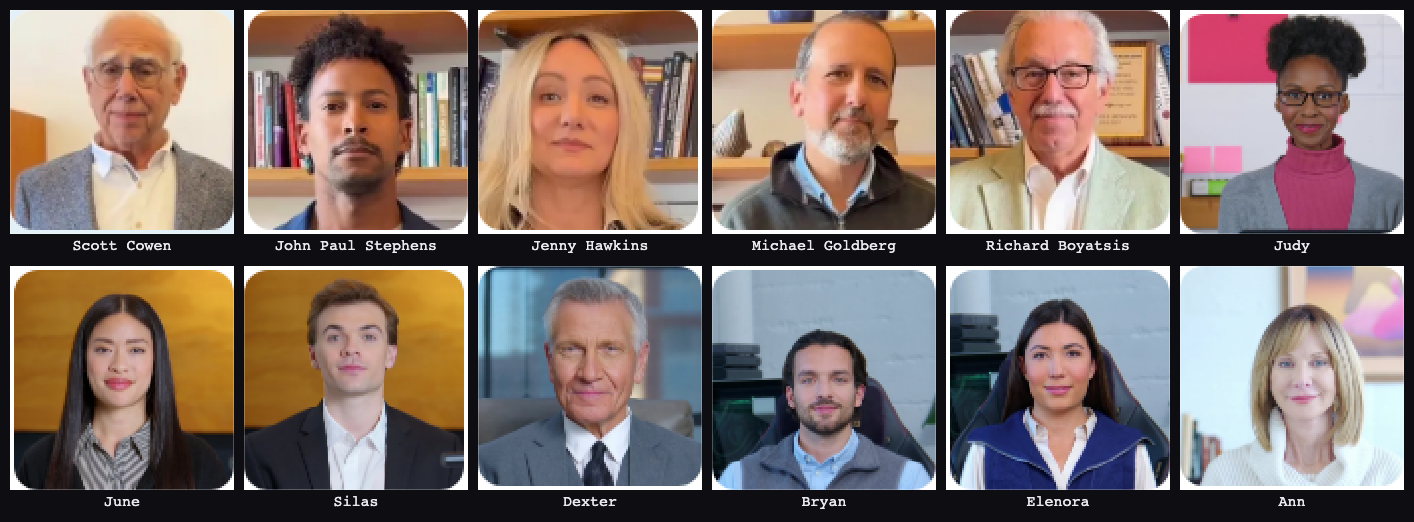 Scott Cowen
John Paul Stephens
Jenny Hawkins
Michael Goldberg
Richard Boyatsis
Judy
June
Silas
Dexter
Bryan
Elenora
Ann